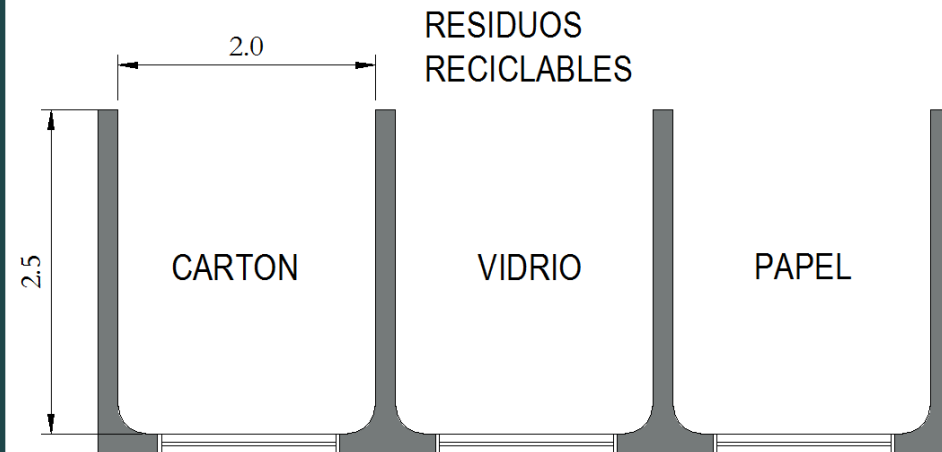 RESIDUOS
RECICLABLES
2.0
2.5
CARTON
VIDRIO
PAPEL